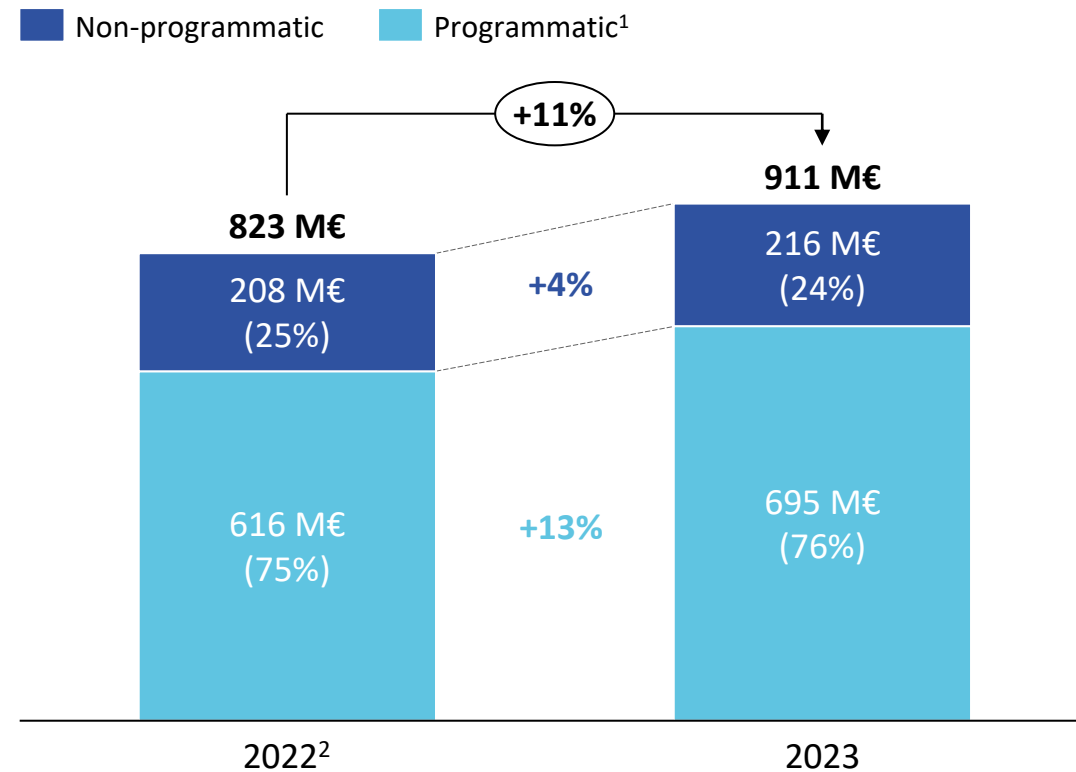 Non-programmatic
Programmatic¹
+11%
823 M€
911 M€
208 M€
(25%)
+4%
216 M€
(24%)
616 M€
(75%)
+13%
695 M€
(76%)
2022²
2023